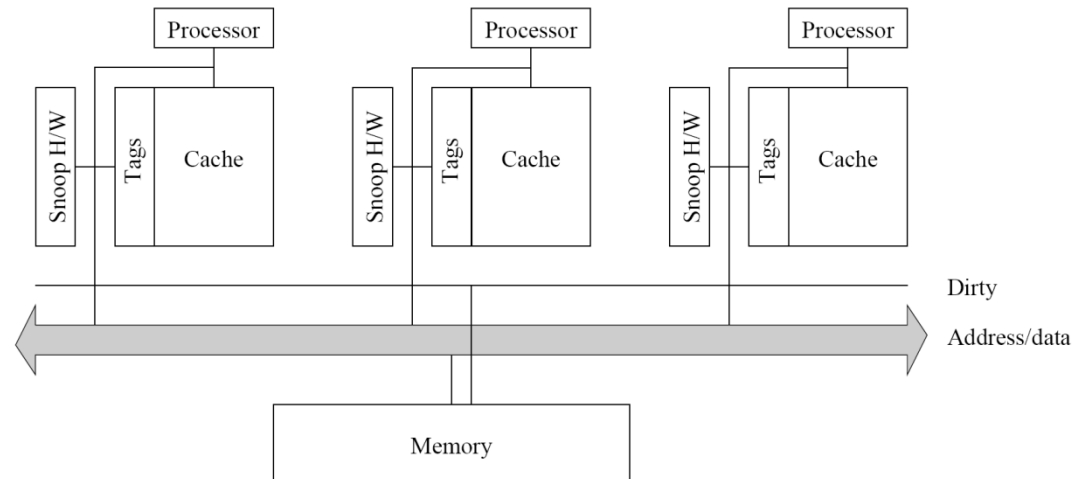 Processor
Processor
Processor
Snoop H/W
Tags
Cache
Snoop H/W
Tags
Cache
Snoop H/W
Tags
Cache
Dirty
Address/data
Memory